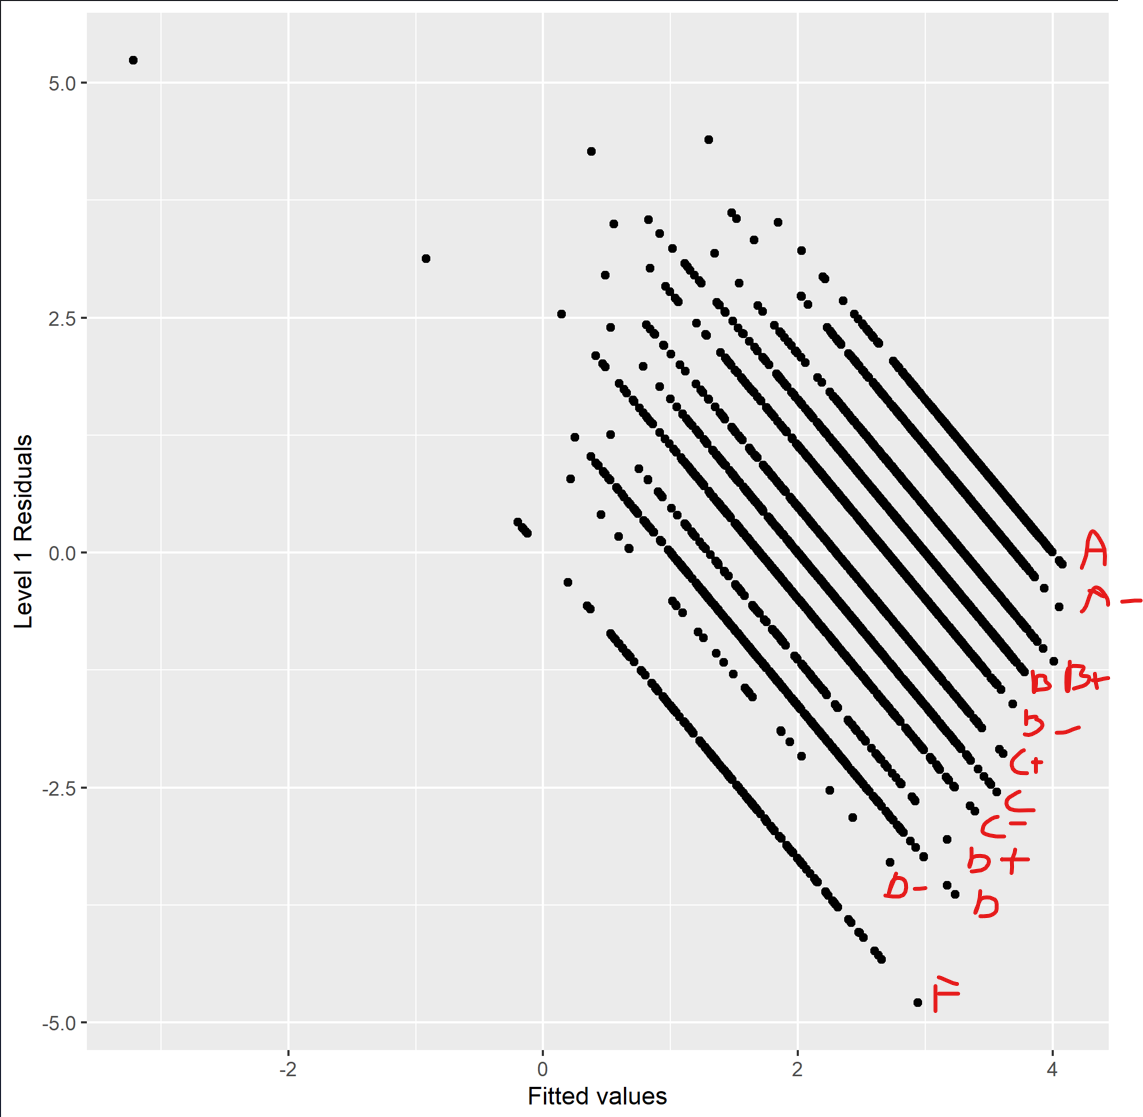 5.0
2.5
0.0
-2.5
-5.0
Level 1 Residuals
-2
0
2
4
Fitted values
A
A-
B B+
B-
C+
C
C-
D+
D-
D
F